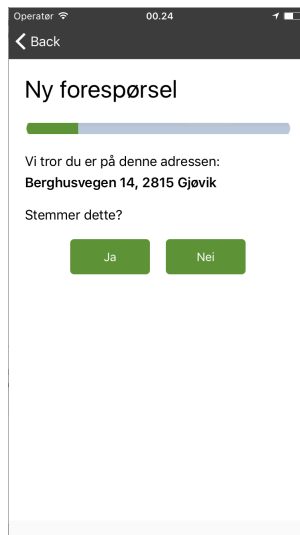 Operatør 00.24
Back
Ny forespørsel
Vi tror du er på denne adressen:
Berghusvegen 14, 2815 Gjøvik
Stemmer dette?
Ja Nei